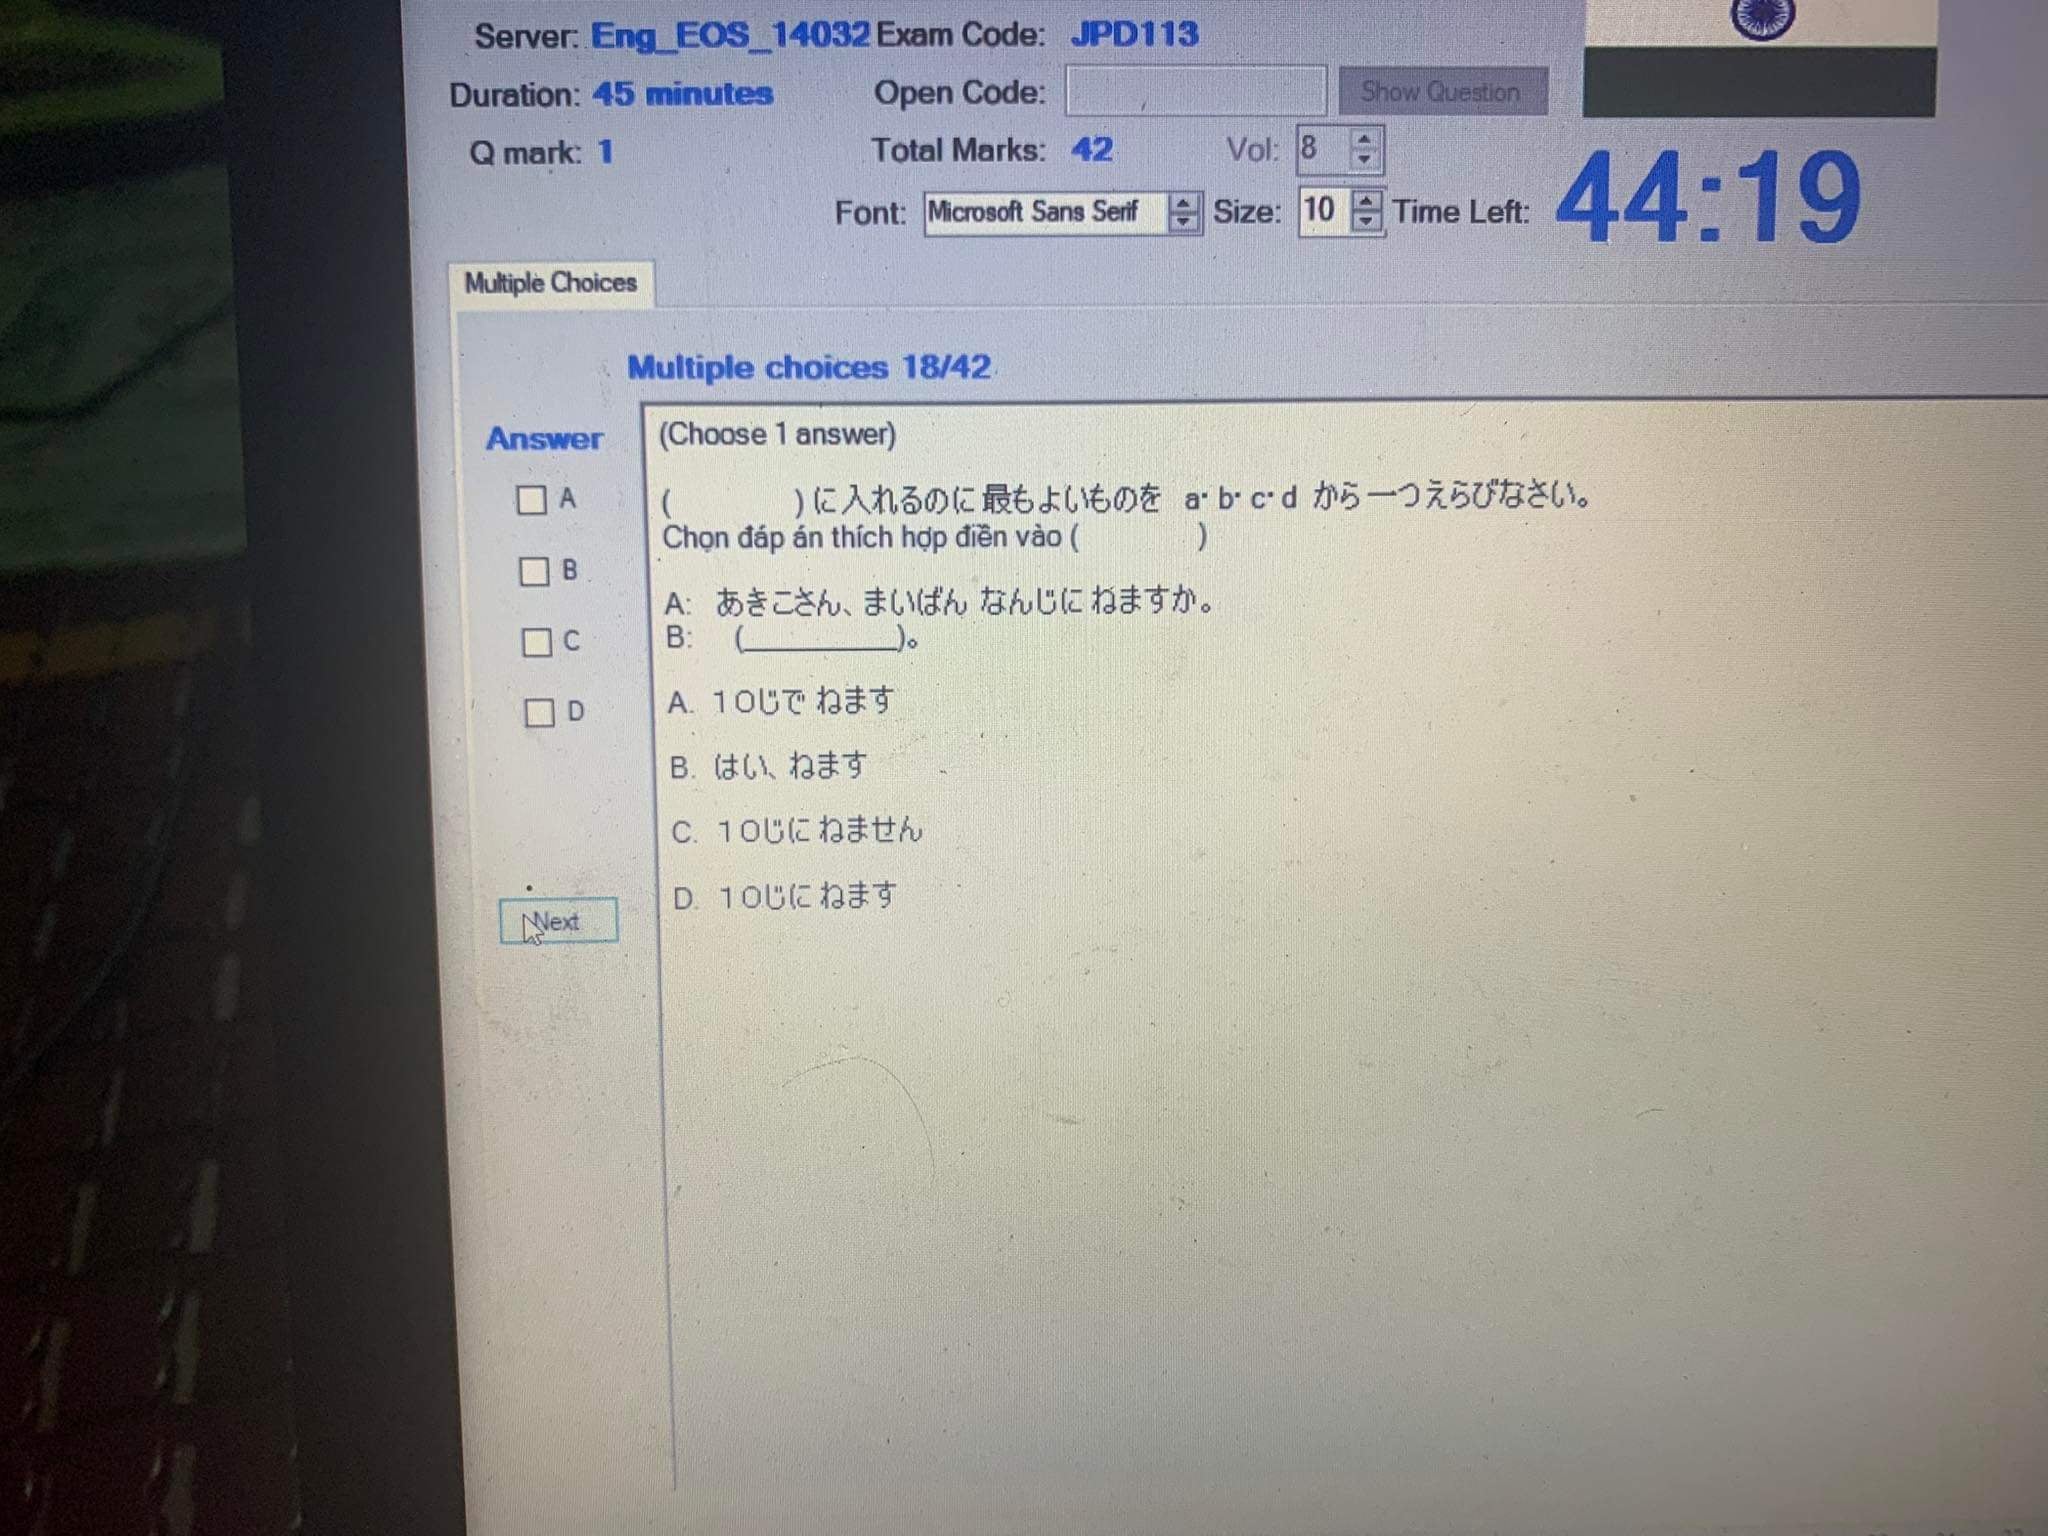 Server: Eng_EOS_14032 Exam Code: JPD113
Duration: 45 minutes Open Code: Show Question
Q mark: 1 Total Marks: 42 Vol: 8
Font: Microsoft Sans Serif Size: 10 Time Left: 44:19
Multiple Choices
Multiple choices 18/42
Answer
A
B
C
D
Next
(Choose 1 answer)
( )に入れるのに最もよいものを a· b· c· d から一つえらびなさい。
Chọn đáp án thích hợp điền vào ( )
A: あきこさん、まいばん なんじに ねますか。
B: (__________)。
A. 10じで ねます
B. はい、ねます
C. 10じに ねません
D. 10じに ねます